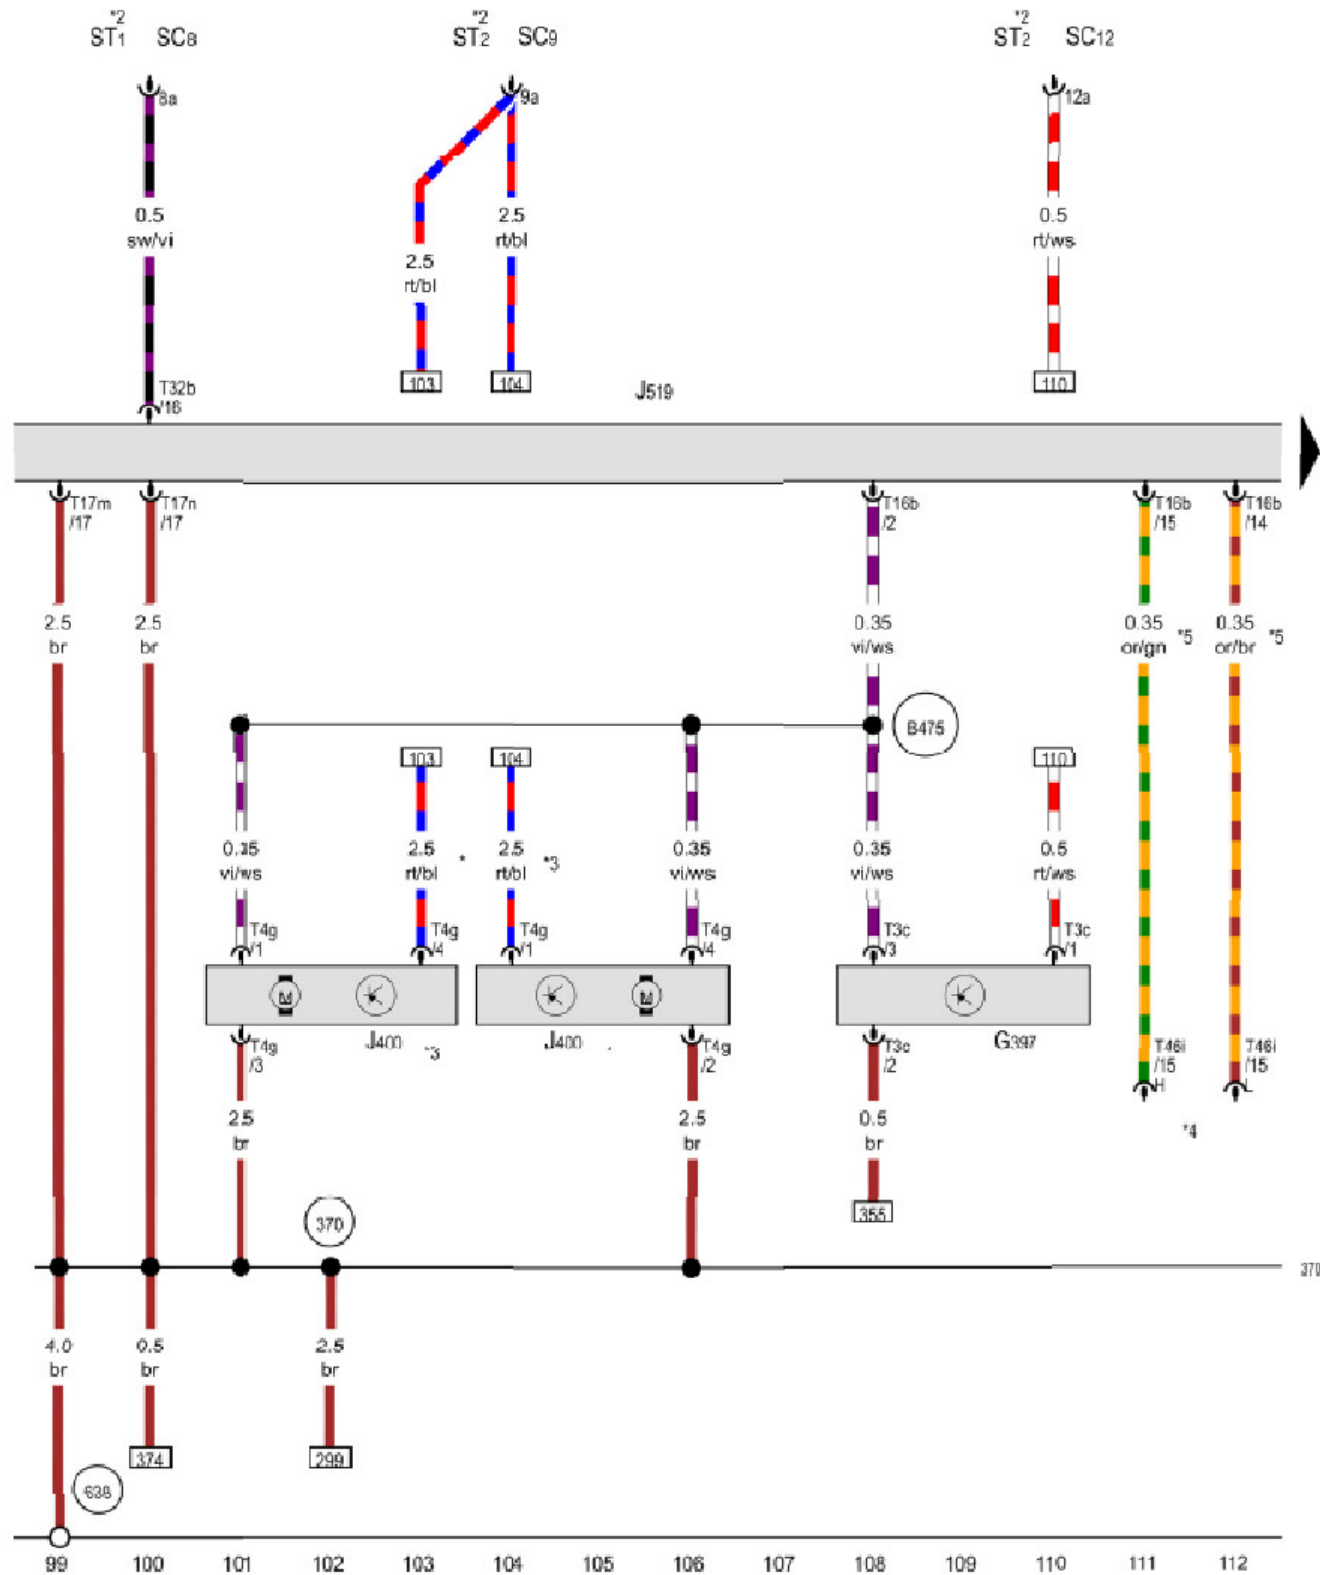 *2
ST1 SC8
*2
ST2 SC9
*2
ST2 SC12
8a
9a
12a
0.5
sw/vi
2.5
rt/bl
2.5
rt/bl
0.5
rt/ws
T32b
/16
103
104
J519
110
T17m
/17
T17n
/17
T16b
/2
T16b
/15
T16b
/14
2.5
br
2.5
br
0.35
vi/ws
0.35
or/gn *5
0.35
or/br *5
B475
103
104
110
0.35
vi/ws
2.5
rt/bl *
2.5
rt/bl *3
0.35
vi/ws
0.35
vi/ws
0.5
rt/ws
T4g
/1
T4g
/4
T4g
/1
T4g
/4
T3c
/3
T3c
/1
M
M
T4g
/3
J400 *3
J400
T4g
/2
T3c
/2
G397
T46i
/15
H
T46i
/15
L
*4
2.5
br
2.5
br
0.5
br
355
370
370
4.0
br
0.5
br
2.5
br
374
299
638
99 100 101 102 103 104 105 106 107 108 109 110 111 112